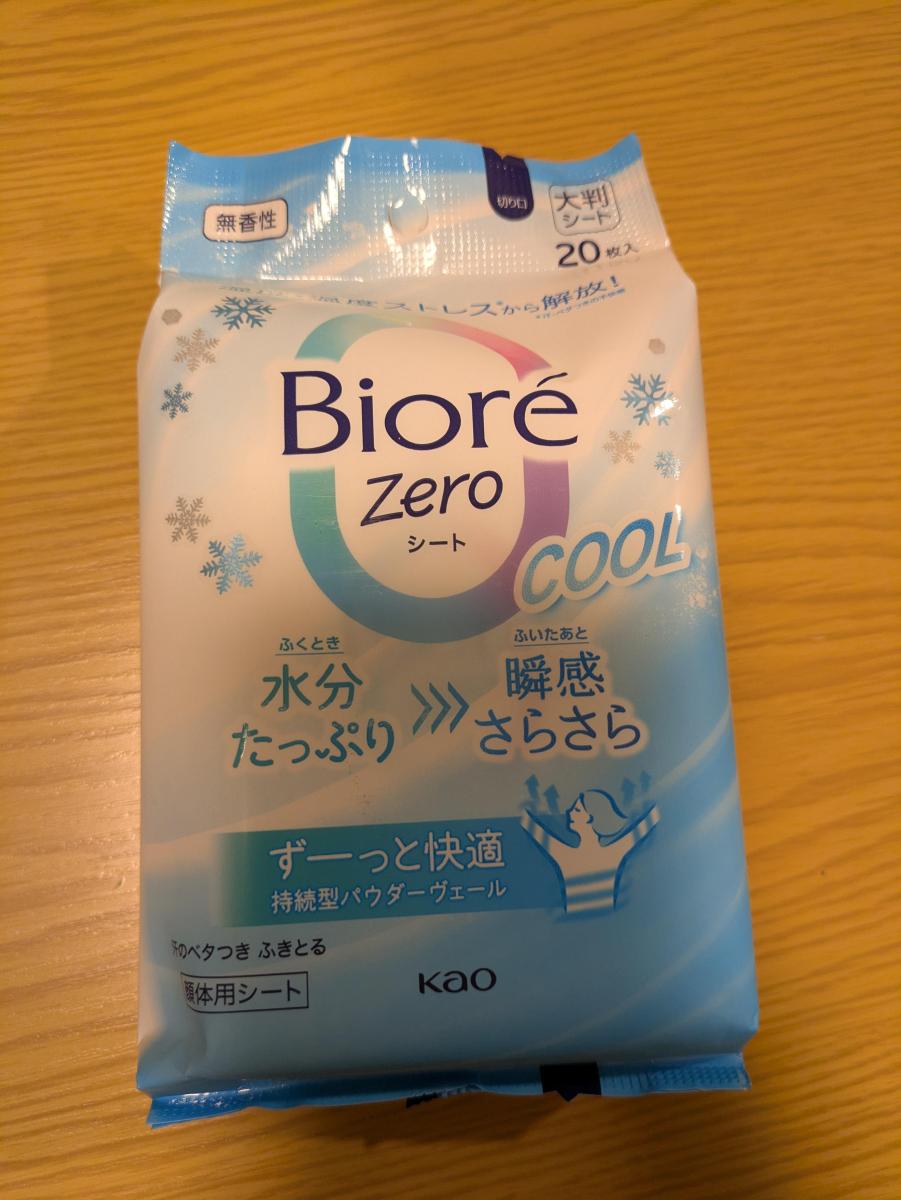 無香性
切り口
大判
シート
20枚入
度ストレス*から解放!
Bioré
Zero
シート
COOL
ふくとき
水分
たっぷり
ふいたあと
瞬感
さらさら
ずーっと快適
持続型パウダーヴェール
汗のベタつき ふきとる
顔体用シート
Kao